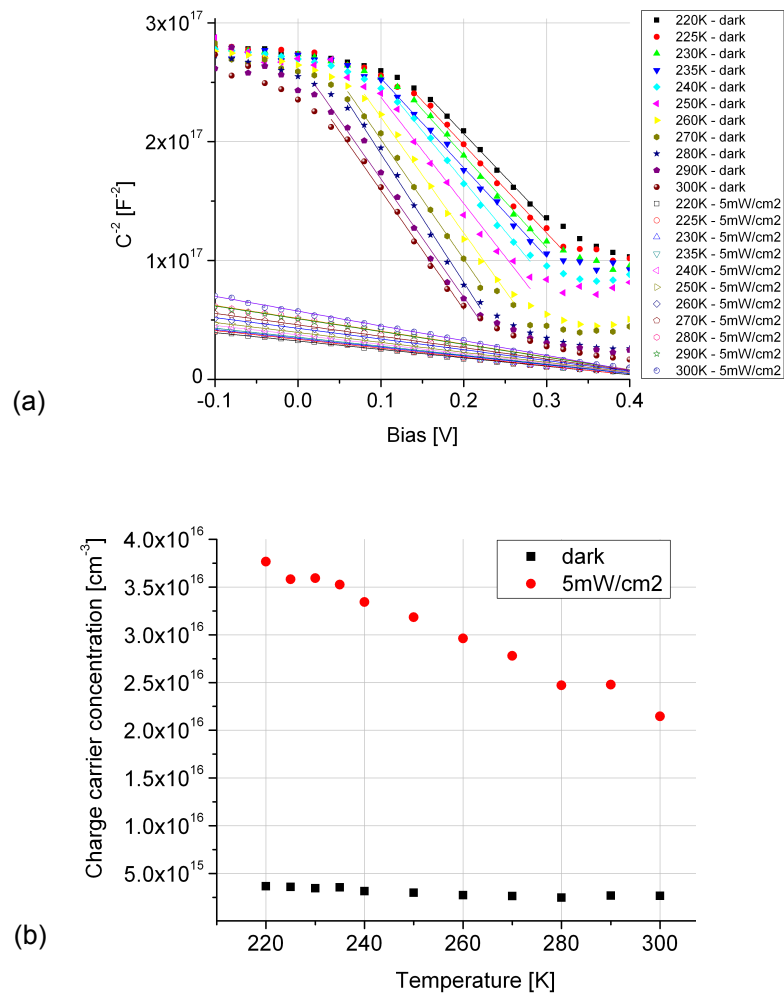 3x10^17
2x10^17
1x10^17
0
C^-2 [F^-2]
-0.1
0.0
0.1
0.2
0.3
0.4
Bias [V]
220K - dark
225K - dark
230K - dark
235K - dark
240K - dark
250K - dark
260K - dark
270K - dark
280K - dark
290K - dark
300K - dark
220K - 5mW/cm2
225K - 5mW/cm2
230K - 5mW/cm2
235K - 5mW/cm2
240K - 5mW/cm2
250K - 5mW/cm2
260K - 5mW/cm2
270K - 5mW/cm2
280K - 5mW/cm2
290K - 5mW/cm2
300K - 5mW/cm2
(a)
4.0x10^16
3.5x10^16
3.0x10^16
2.5x10^16
2.0x10^16
1.5x10^16
1.0x10^16
5.0x10^15
Charge carrier concentration [cm^-3]
dark
5mW/cm2
220
240
260
280
300
Temperature [K]
(b)